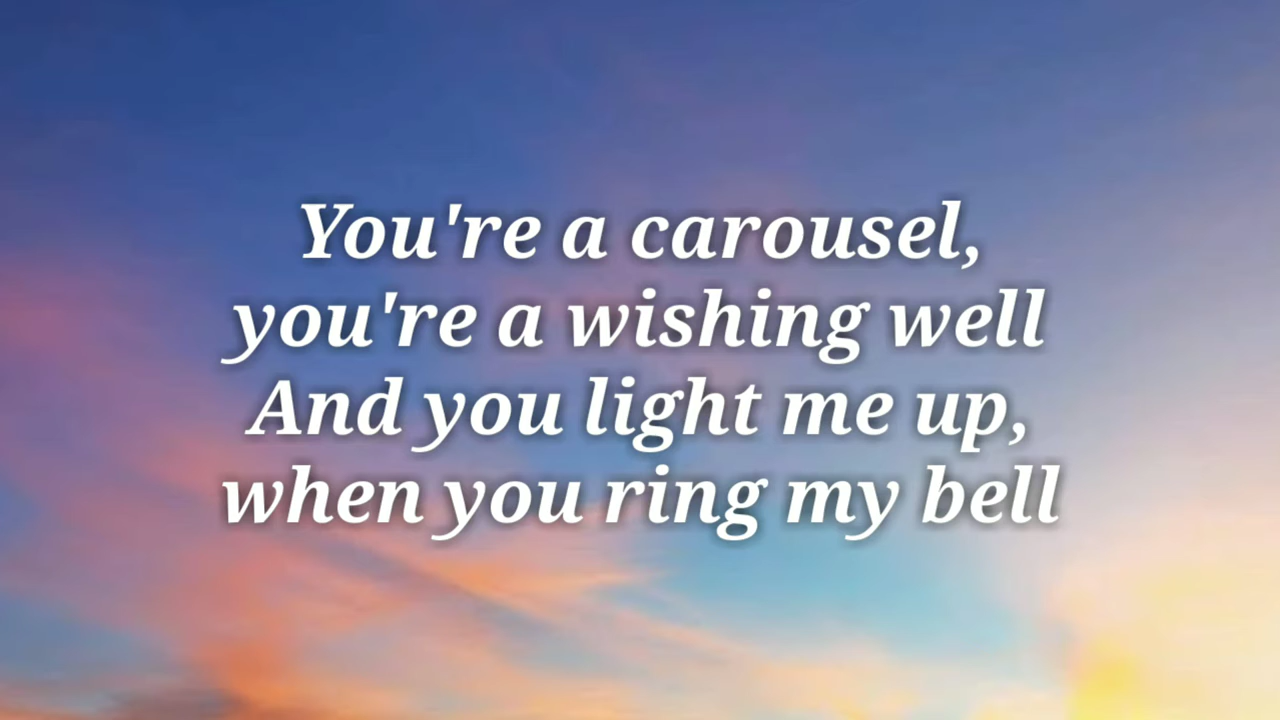 You're a carousel,
you're a wishing well
And you light me up,
when you ring my bell